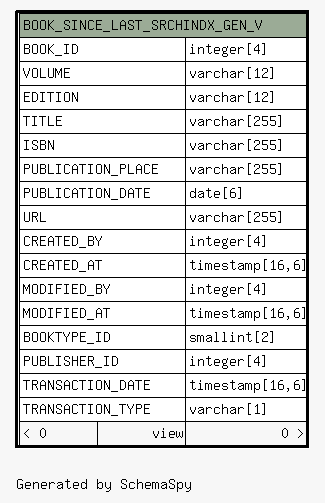 BOOK_SINCE_LAST_SRCHINDX_GEN_V
BOOK_ID integer[4]
VOLUME varchar[12]
EDITION varchar[12]
TITLE varchar[255]
ISBN varchar[255]
PUBLICATION_PLACE varchar[255]
PUBLICATION_DATE date[6]
URL varchar[255]
CREATED_BY integer[4]
CREATED_AT timestamp[16,6]
MODIFIED_BY integer[4]
MODIFIED_AT timestamp[16,6]
BOOKTYPE_ID smallint[2]
PUBLISHER_ID integer[4]
TRANSACTION_DATE timestamp[16,6]
TRANSACTION_TYPE varchar[1]
< 0 view 0 >
Generated by SchemaSpy